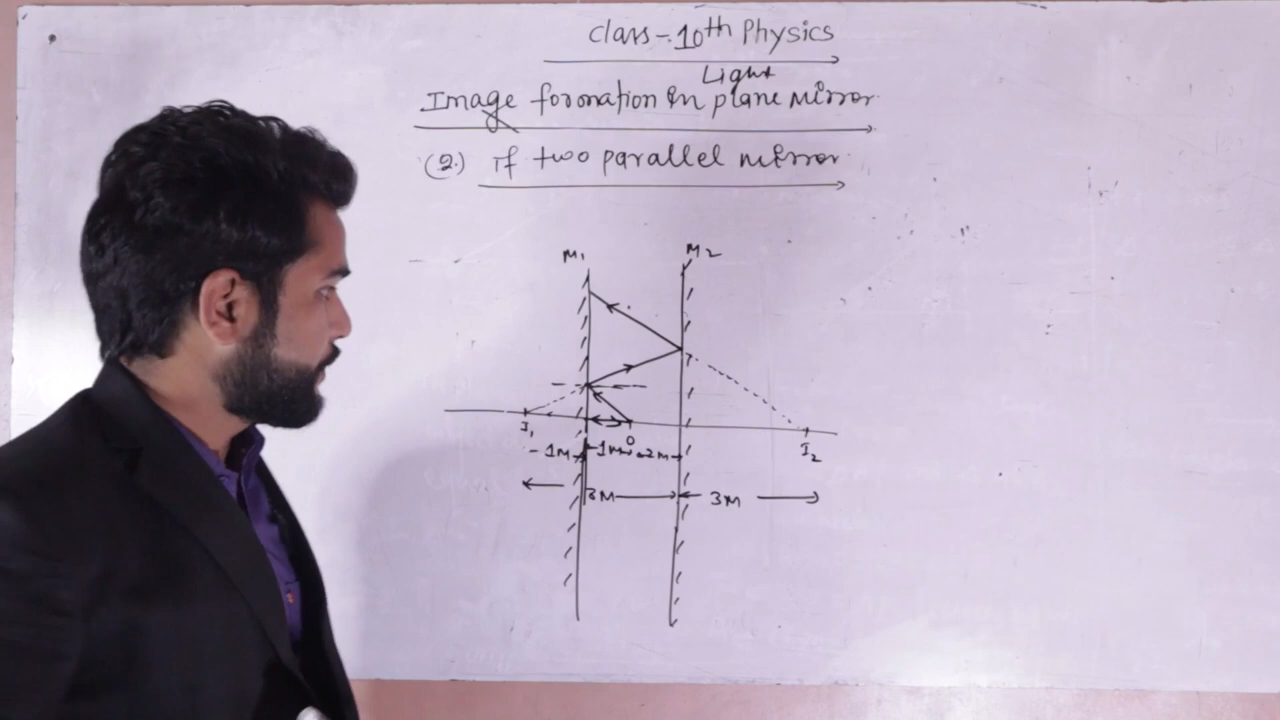 class-10th Physics
Light
Image formation in plane mirror
(2.) if two parallel mirror
M1 M2
I1 O I2
1M 1M 2M
3M 3M